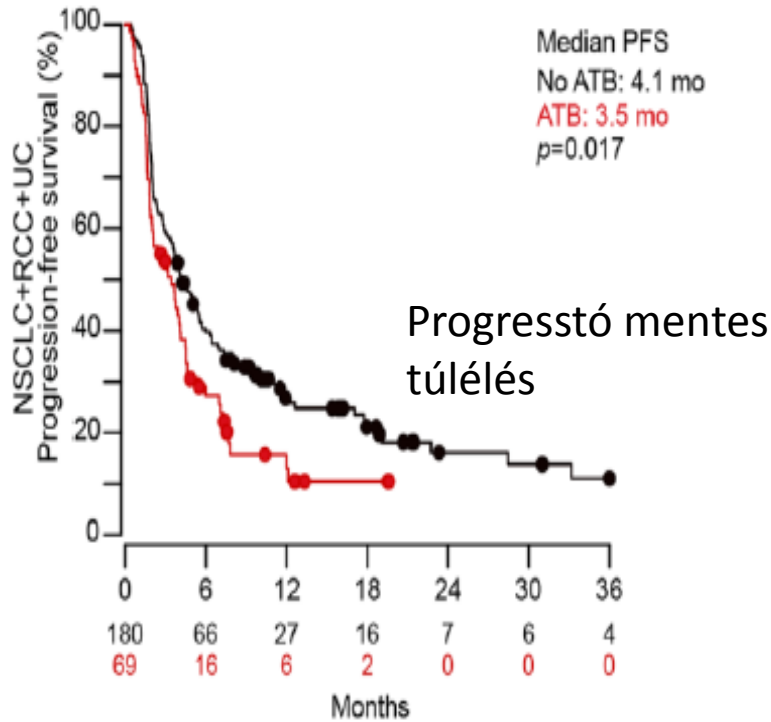 NSCLC+RCC+UC
Progression-free survival (%)
100
80
60
40
20
0
Median PFS
No ATB: 4.1 mo
ATB: 3.5 mo
p=0.017
Progresstó mentes
túlélés
0 6 12 18 24 30 36
180 66 27 16 7 6 4
69 16 6 2 0 0 0
Months